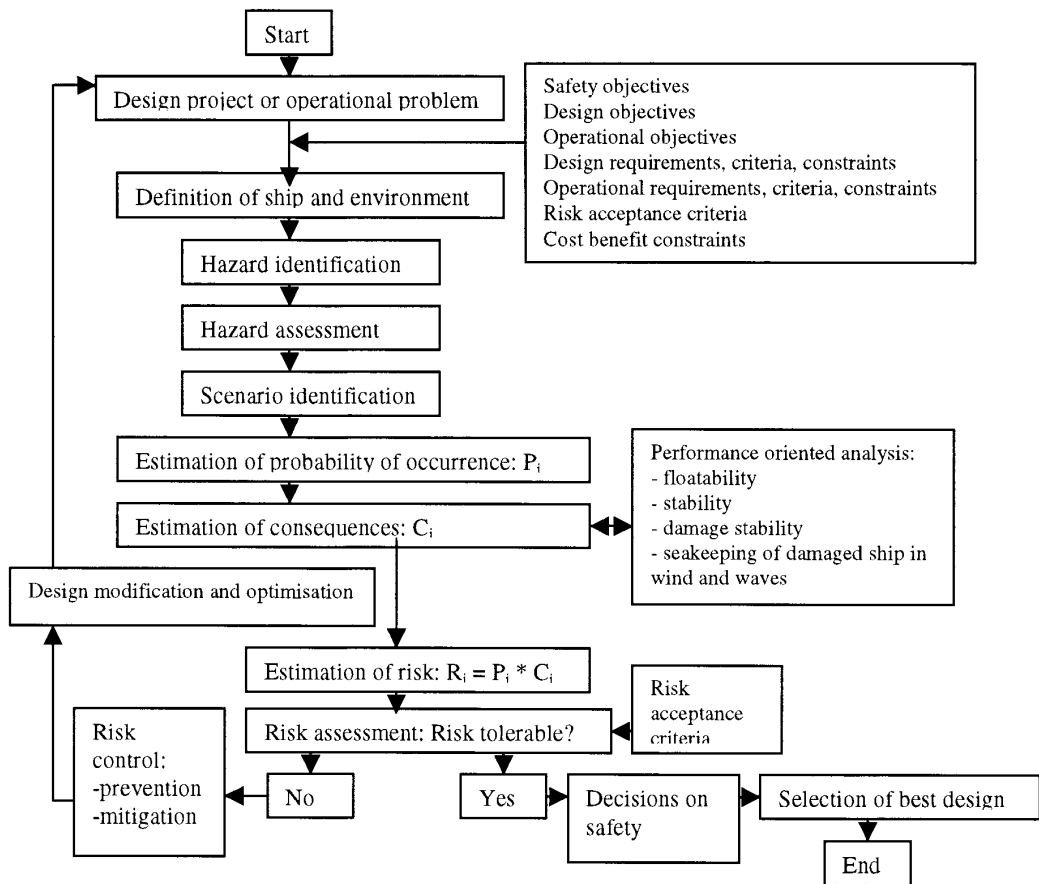 Start
Design project or operational problem
Safety objectives
Design objectives
Operational objectives
Design requirements, criteria, constraints
Operational requirements, criteria, constraints
Risk acceptance criteria
Cost benefit constraints
Definition of ship and environment
Hazard identification
Hazard assessment
Scenario identification
Estimation of probability of occurrence: Pᵢ
Estimation of consequences: Cᵢ
Performance oriented analysis:
- floatability
- stability
- damage stability
- seakeeping of damaged ship in
wind and waves
Design modification and optimisation
Estimation of risk: Rᵢ = Pᵢ * Cᵢ
Risk assessment: Risk tolerable?
Risk
acceptance
criteria
Risk
control:
-prevention
-mitigation
No
Yes
Decisions on
safety
Selection of best design
End